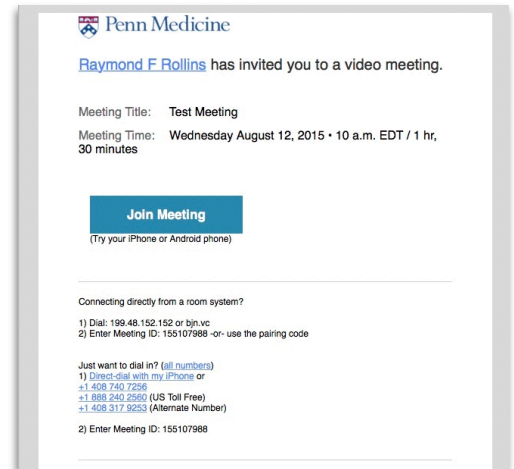 Penn Medicine
Raymond F Rollins has invited you to a video meeting.
Meeting Title: Test Meeting
Meeting Time: Wednesday August 12, 2015 • 10 a.m. EDT / 1 hr,
30 minutes
Join Meeting
(Try your iPhone or Android phone)
Connecting directly from a room system?
1) Dial: 199.48.152.152 or bjn.vc
2) Enter Meeting ID: 155107988 -or- use the pairing code
Just want to dial in? (all numbers)
1) Direct-dial with my iPhone or
+1 408 740 7256
+1 888 240 2560 (US Toll Free)
+1 408 317 9253 (Alternate Number)
2) Enter Meeting ID: 155107988